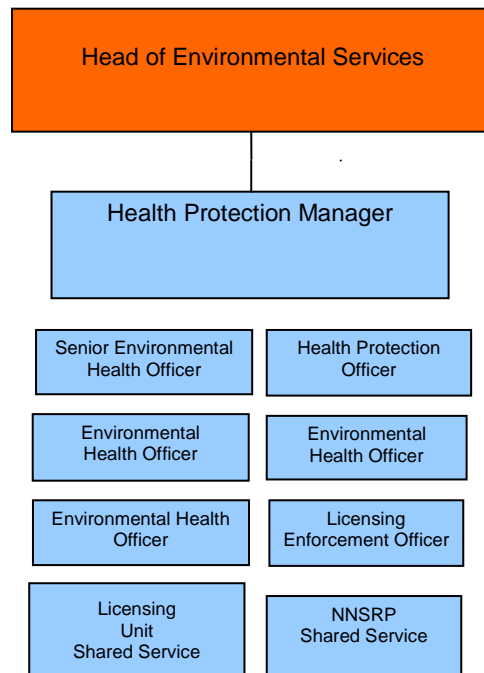 Head of Environmental Services
Health Protection Manager
Senior Environmental
Health Officer
Health Protection
Officer
Environmental
Health Officer
Environmental
Health Officer
Environmental Health
Officer
Licensing
Enforcement Officer
Licensing
Unit
Shared Service
NNSRP
Shared Service